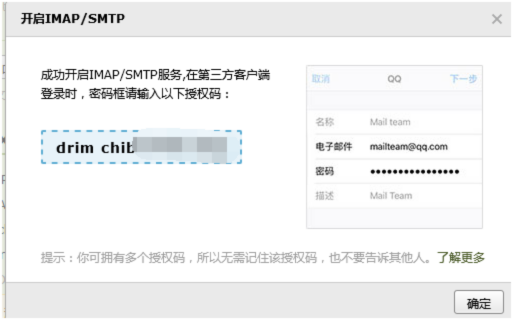 开启IMAP/SMTP
成功开启IMAP/SMTP服务,在第三方客户端
登录时，密码框请输入以下授权码：
drim chib
取消 QQ 下一步
名称 Mail team
电子邮件 mailteam@qq.com
密码 ••••••••••••••••
描述 Mail Team
提示：你可拥有多个授权码，所以无需记住该授权码，也不要告诉其他人。了解更多
确定